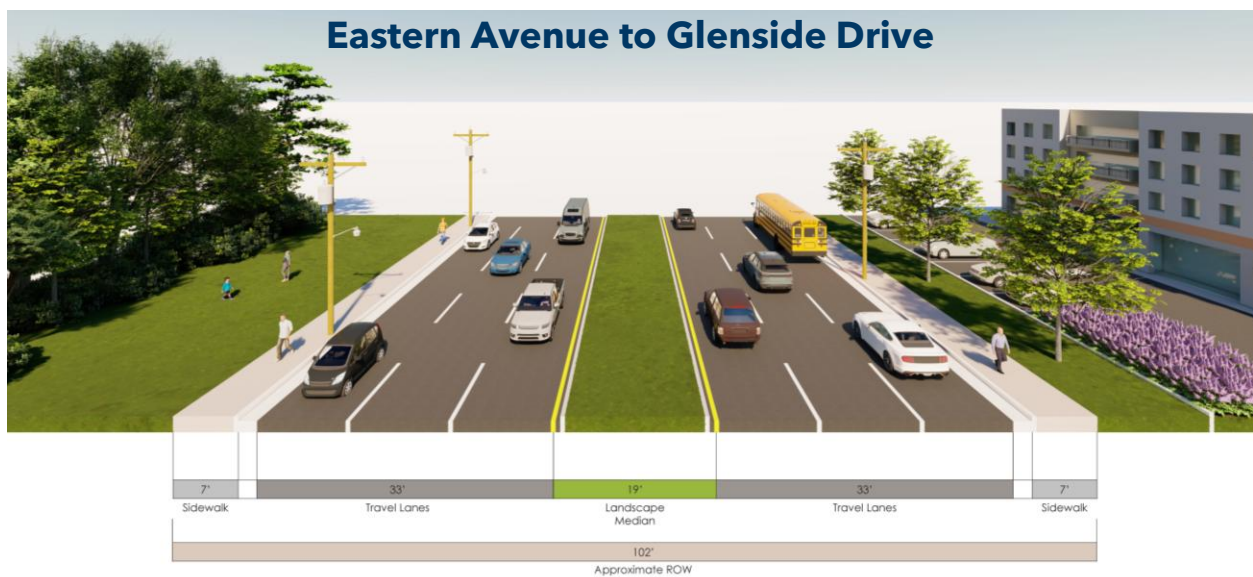 Eastern Avenue to Glenside Drive
7'
33'
19'
33'
7'
Sidewalk
Travel Lanes
Landscape
Median
Travel Lanes
Sidewalk
102'
Approximate ROW